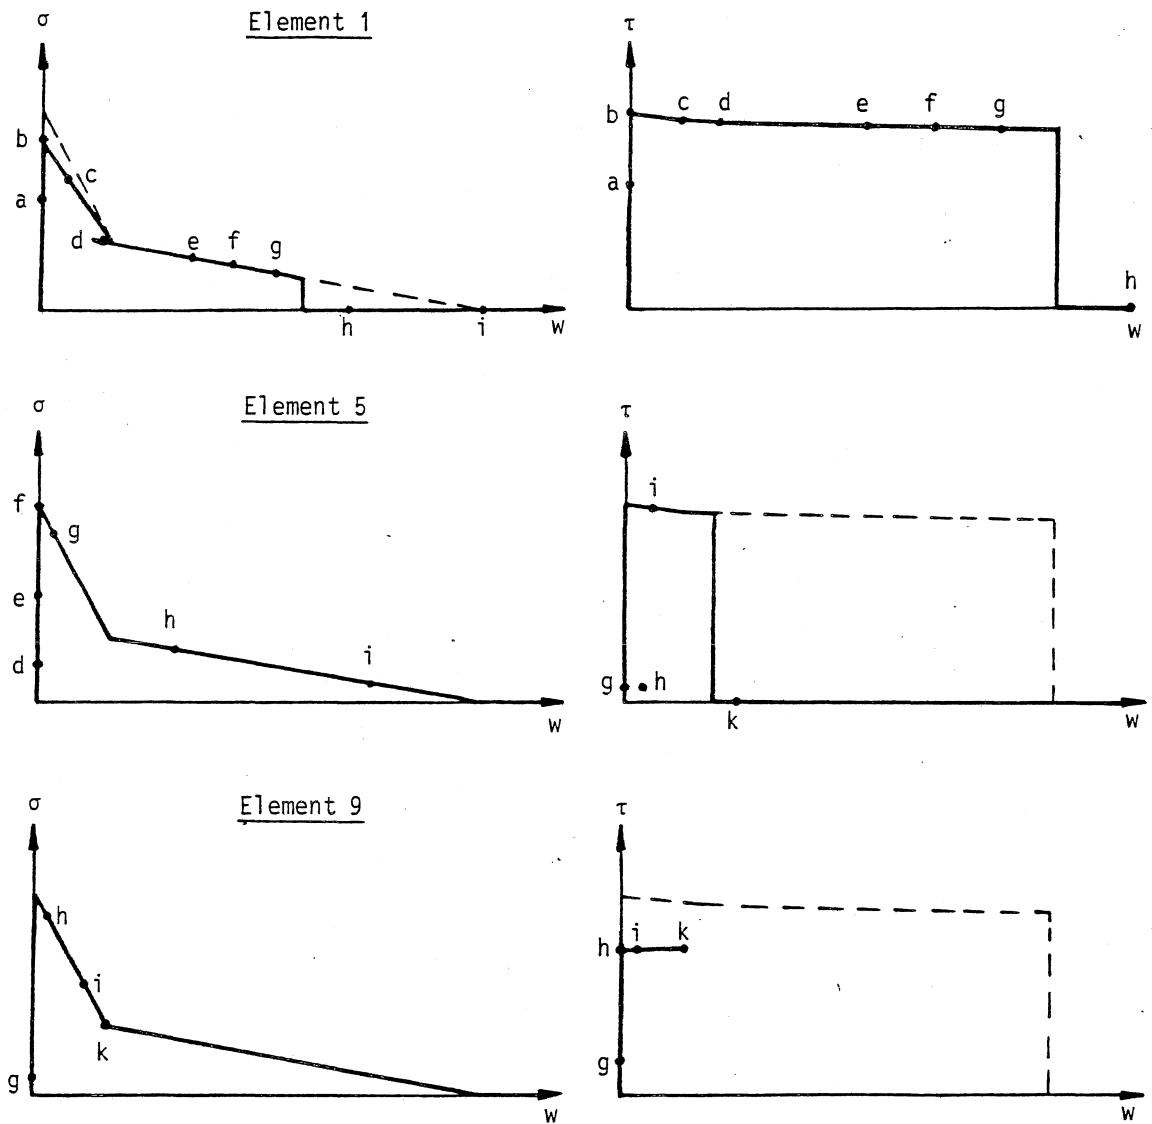 Element 1
σ
b
a
c
d
e
f
g
h
i
w
τ
b
a
c
d
e
f
g
h
w
Element 5
σ
f
e
d
g
h
i
w
τ
i
g
h
k
w
Element 9
σ
h
i
k
g
w
τ
h
i
k
g
w